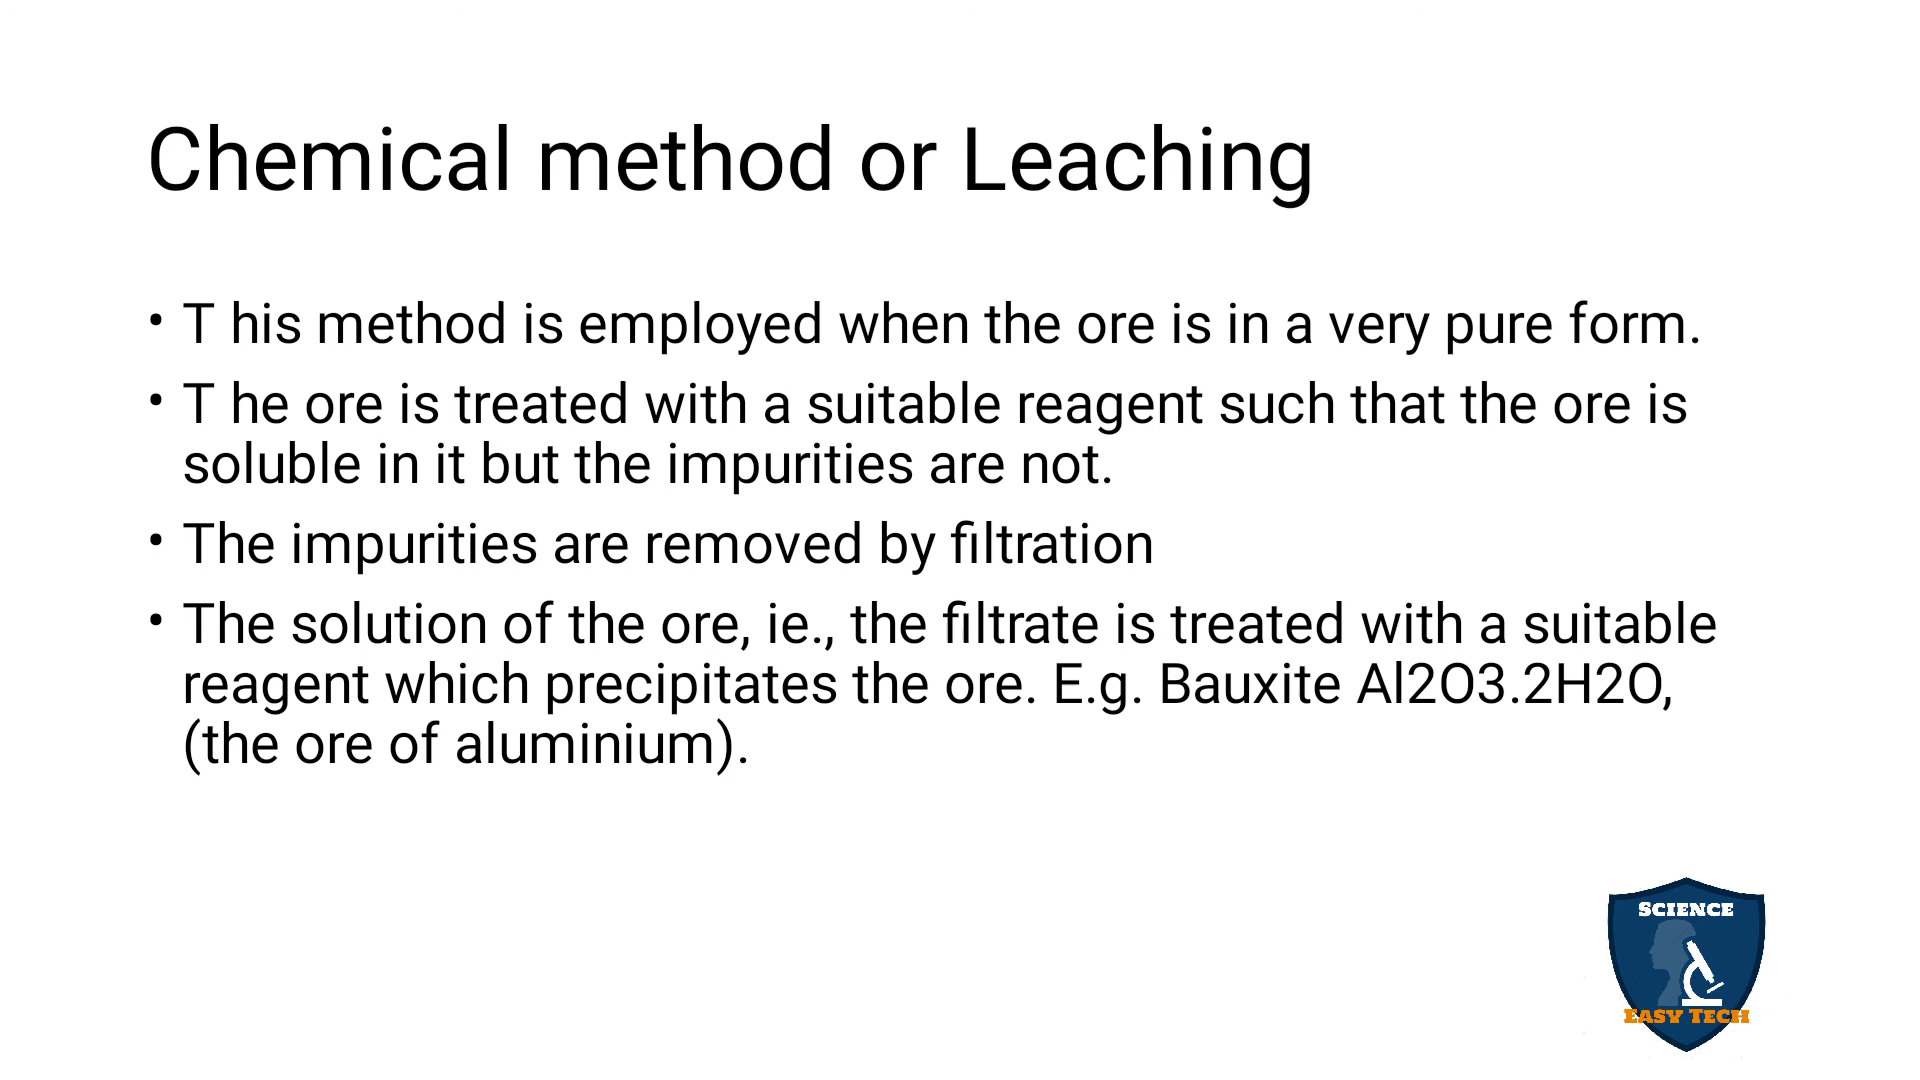 Chemical method or Leaching
• T his method is employed when the ore is in a very pure form.
• T he ore is treated with a suitable reagent such that the ore is
soluble in it but the impurities are not.
• The impurities are removed by filtration
• The solution of the ore, ie., the filtrate is treated with a suitable
reagent which precipitates the ore. E.g. Bauxite Al2O3.2H2O,
(the ore of aluminium).
SCIENCE
EASY TECH